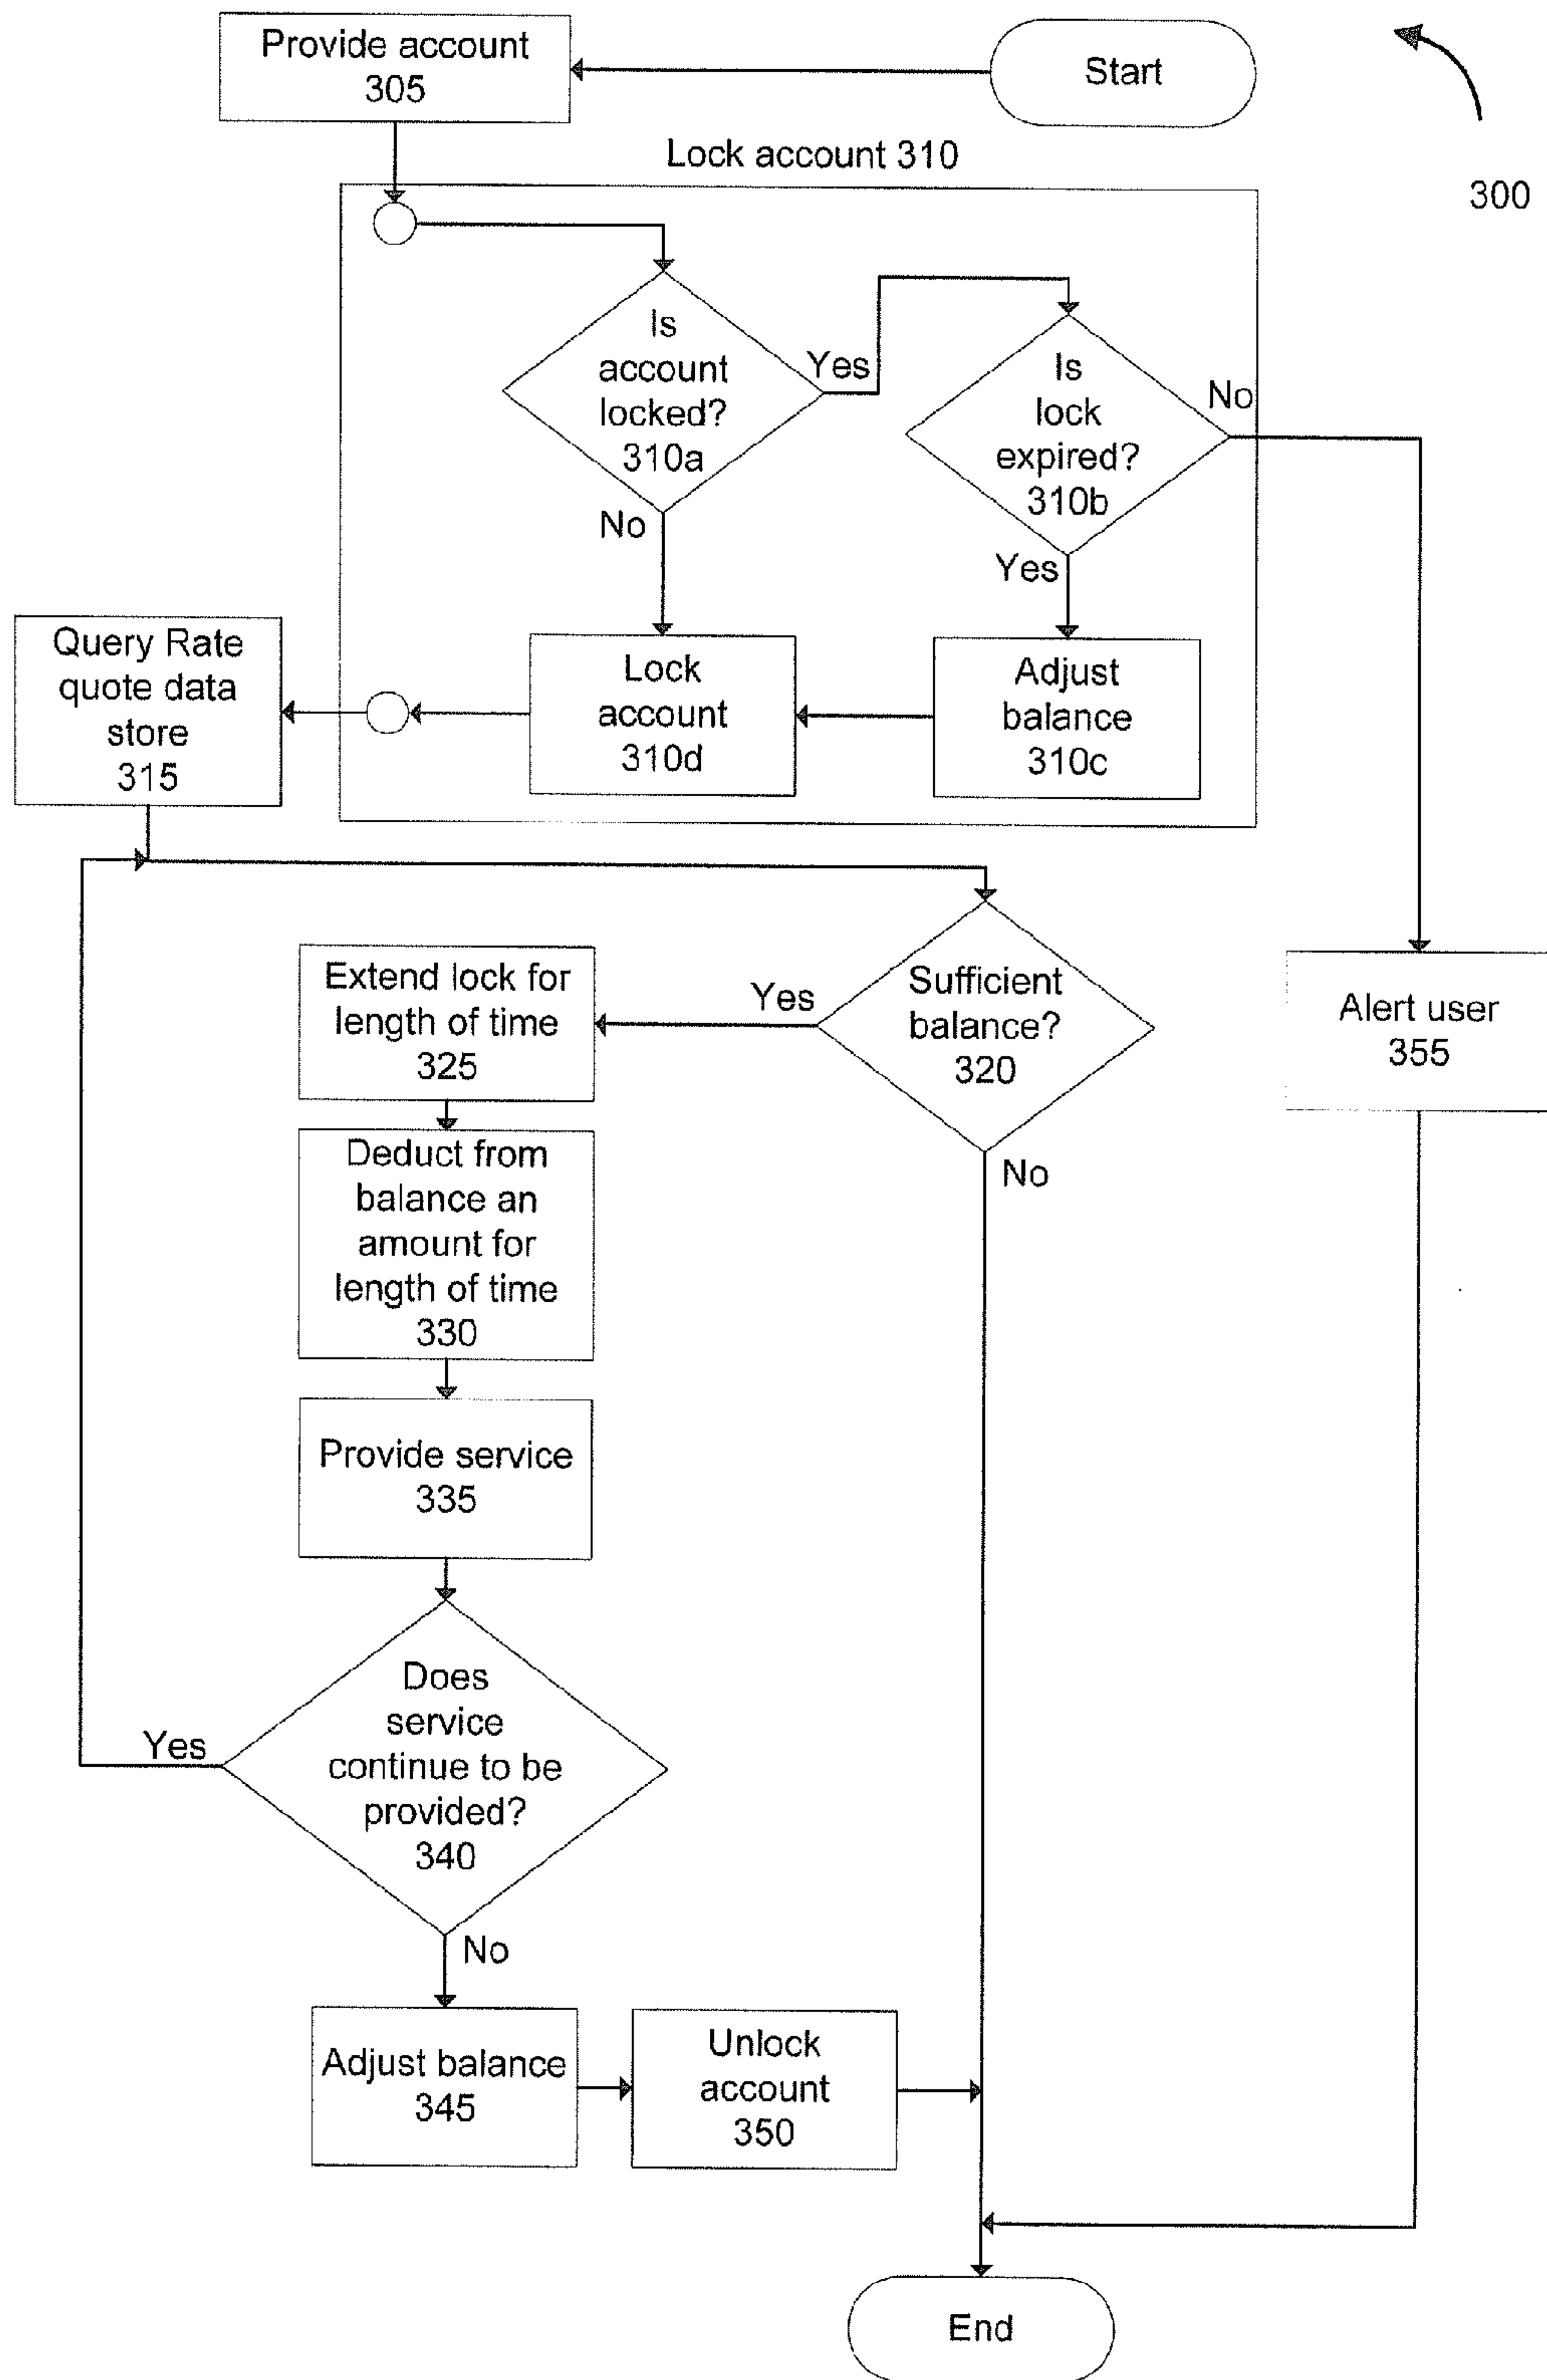 Provide account
305
Start
Lock account 310
300
Is
account
locked?
310a
Yes
No
Is
lock
expired?
310b
No
Yes
Query Rate
quote data
store
315
Lock
account
310d
Adjust
balance
310c
Sufficient
balance?
320
Yes
No
Extend lock for
length of time
325
Alert user
355
Deduct from
balance an
amount for
length of time
330
Provide service
335
Does
service
continue to be
provided?
340
Yes
No
Adjust balance
345
Unlock
account
350
End